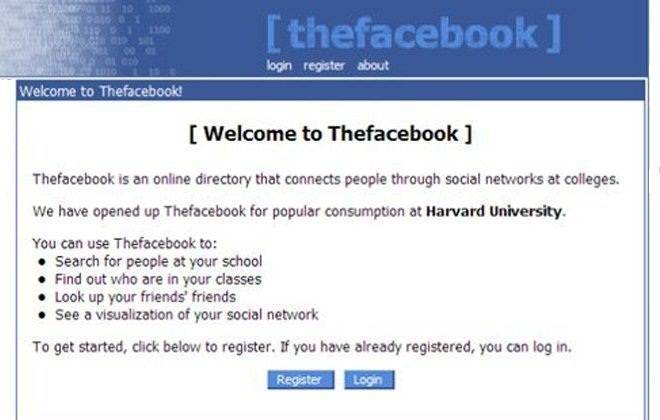 [ thefacebook ]
login register about
Welcome to Thefacebook!
[ Welcome to Thefacebook ]
Thefacebook is an online directory that connects people through social networks at colleges.
We have opened up Thefacebook for popular consumption at Harvard University.
You can use Thefacebook to:
• Search for people at your school
• Find out who are in your classes
• Look up your friends' friends
• See a visualization of your social network
To get started, click below to register. If you have already registered, you can log in.
Register Login